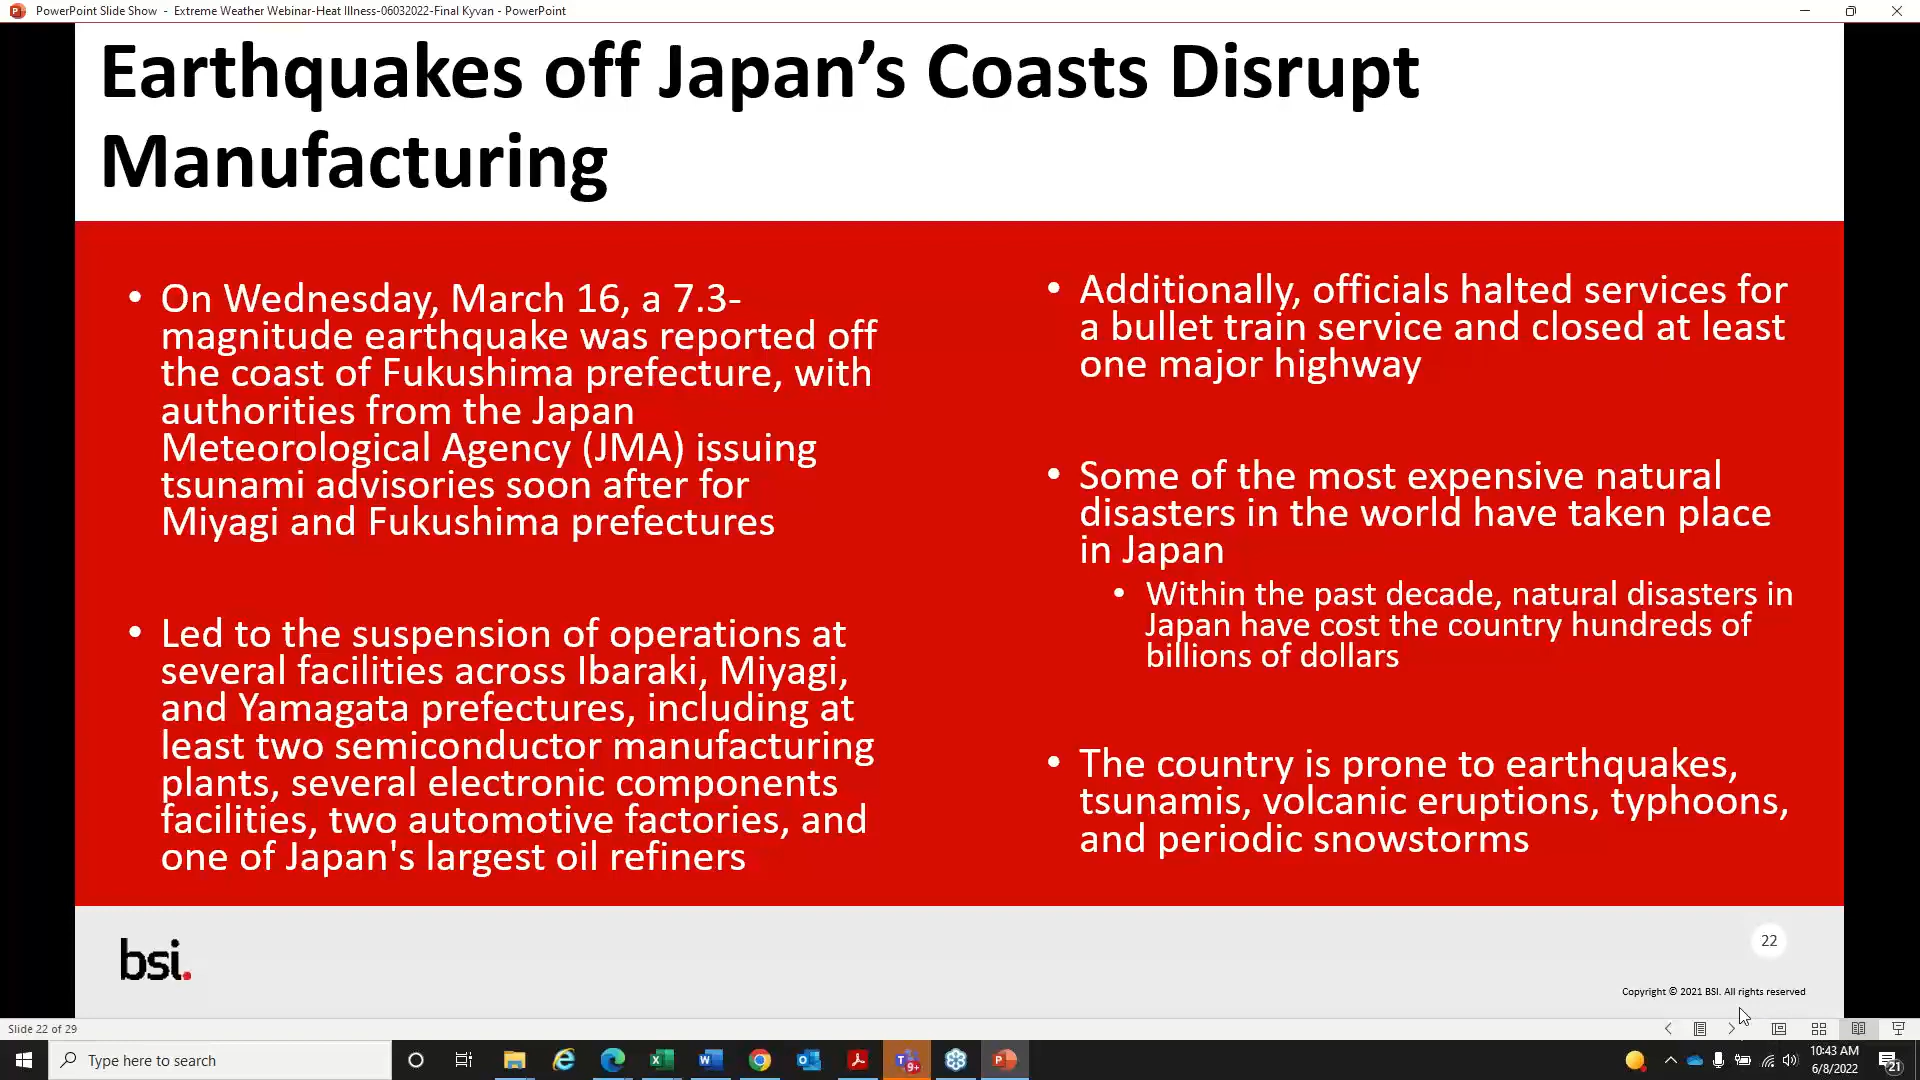 PowerPoint Slide Show - Extreme Weather Webinar-Heat Illness-06032022-Final Kyvan - PowerPoint
Earthquakes off Japan’s Coasts Disrupt
Manufacturing
• On Wednesday, March 16, a 7.3-
magnitude earthquake was reported off
the coast of Fukushima prefecture, with
authorities from the Japan
Meteorological Agency (JMA) issuing
tsunami advisories soon after for
Miyagi and Fukushima prefectures
• Led to the suspension of operations at
several facilities across Ibaraki, Miyagi,
and Yamagata prefectures, including at
least two semiconductor manufacturing
plants, several electronic components
facilities, two automotive factories, and
one of Japan's largest oil refiners
• Additionally, officials halted services for
a bullet train service and closed at least
one major highway
• Some of the most expensive natural
disasters in the world have taken place
in Japan
• Within the past decade, natural disasters in
Japan have cost the country hundreds of
billions of dollars
• The country is prone to earthquakes,
tsunamis, volcanic eruptions, typhoons,
and periodic snowstorms
bsi.
22
Copyright © 2021 BSI. All rights reserved
Slide 22 of 29
Type here to search
9+
10:43 AM
6/8/2022
21